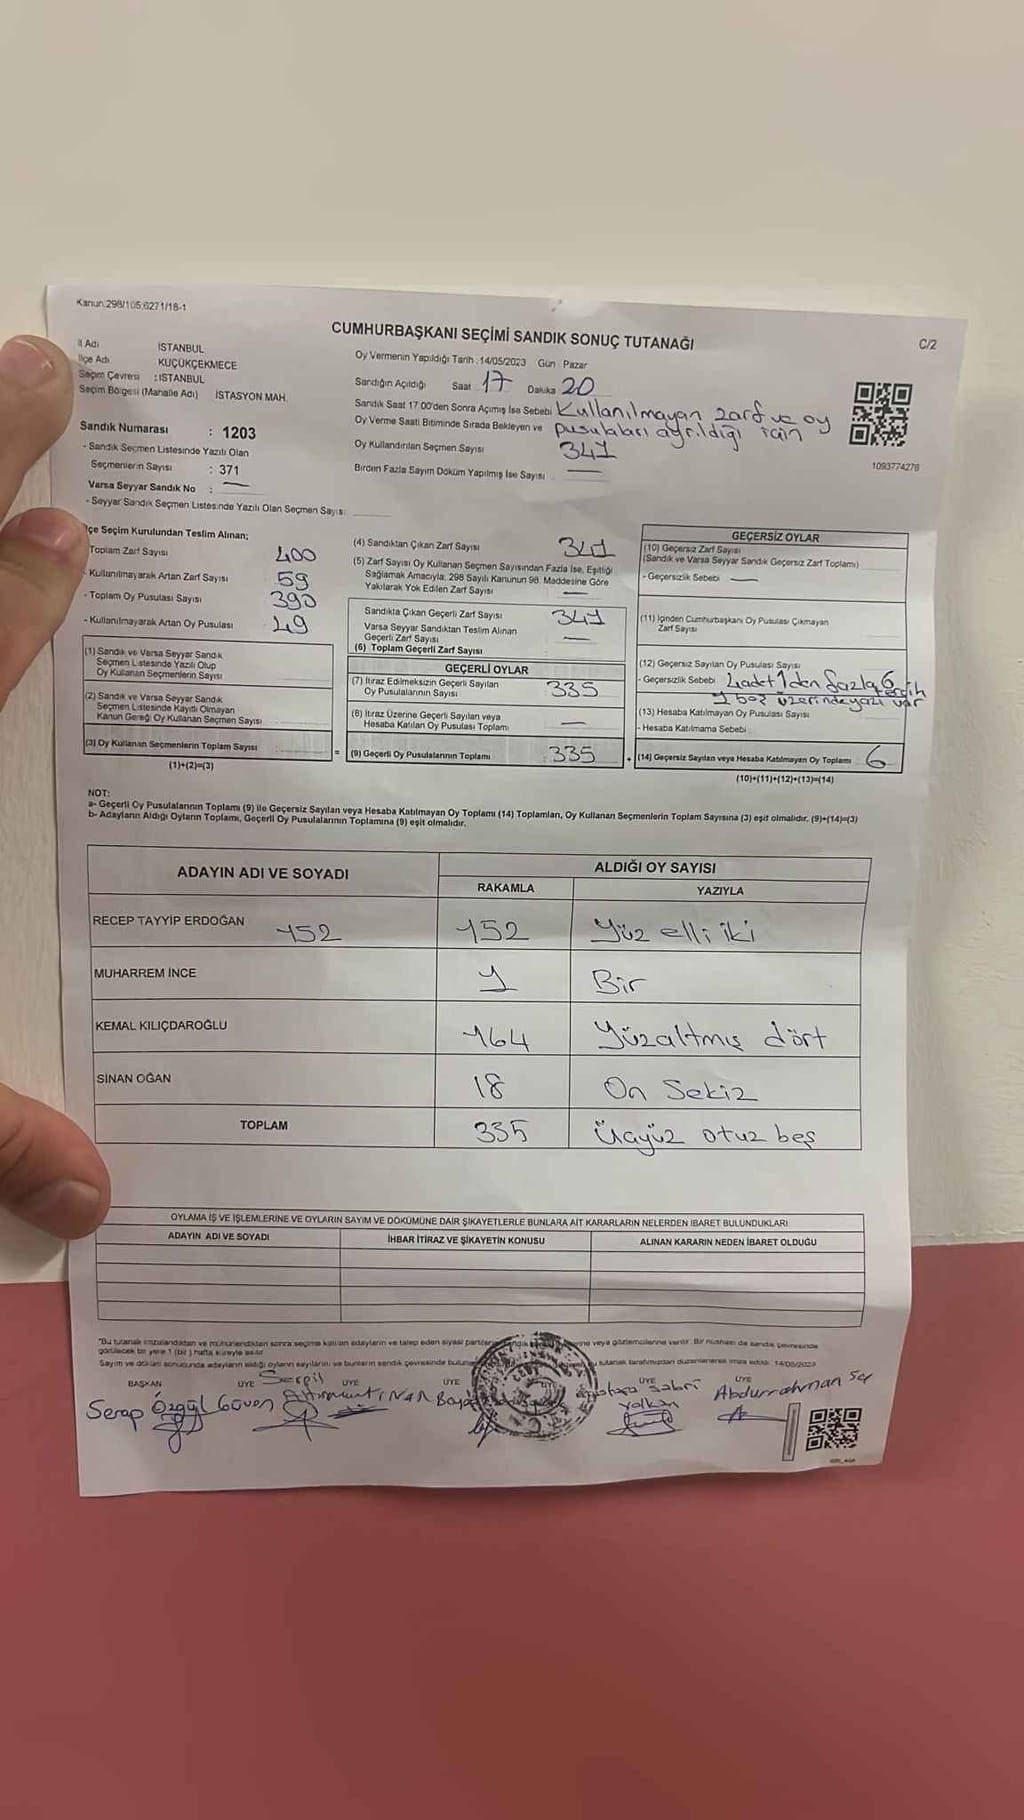 Kanun.298/105;6271/18-1
CUMHURBAŞKANI SEÇİMİ SANDIK SONUÇ TUTANAĞI
C/2
İl Adı İSTANBUL
İlçe Adı KÜÇÜKÇEKMECE
Seçim Çevresi : İSTANBUL
Seçim Bölgesi (Mahalle Adı) İSTASYON MAH.
Sandık Numarası : 1203
- Sandık Seçmen Listesinde Yazılı Olan
Seçmenlerin Sayısı : 371
Varsa Seyyar Sandık No :
- Seyyar Sandık Seçmen Listesinde Yazılı Olan Seçmen Sayısı:
Oy Vermenin Yapıldığı Tarih :14/05/2023 Gün Pazar
Sandığın Açıldığı Saat 17 Dakika 20
Sandık Saat 17.00'den Sonra Açımış İse Sebebi Kullanılmayan zarf ve oy
Oy Verme Saati Bitiminde Sırada Bekleyen ve pusulaları ayrıldığı için
Oy Kullandırılan Seçmen Sayısı 341
Birden Fazla Sayım Döküm Yapılmış İse Sayısı
1093774276
İlçe Seçim Kurulundan Teslim Alınan;
- Toplam Zarf Sayısı 400
- Kullanılmayarak Artan Zarf Sayısı 59
- Toplam Oy Pusulası Sayısı 390
- Kullanılmayarak Artan Oy Pusulası 49
(1) Sandık ve Varsa Seyyar Sandık
Seçmen Listesinde Yazılı Olup
Oy Kullanan Seçmenlerin Sayısı
(2) Sandık ve Varsa Seyyar Sandık
Seçmen Listesinde Kayıtlı Olmayan
Kanun Gereği Oy Kullanan Seçmen Sayısı
(3) Oy Kullanan Seçmenlerin Toplam Sayısı
(1)+(2)=(3)
(4) Sandıktan Çıkan Zarf Sayısı 341
(5) Zarf Sayısı Oy Kullanan Seçmen Sayısından Fazla İse, Eşitliği
Sağlamak Amacıyla, 298 Sayılı Kanunun 98. Maddesine Göre
Yakılarak Yok Edilen Zarf Sayısı
Sandıkta Çıkan Geçerli Zarf Sayısı 341
Varsa Seyyar Sandıktan Teslim Alınan
Geçerli Zarf Sayısı
(6) Toplam Geçerli Zarf Sayısı
GEÇERLİ OYLAR
(7) İtiraz Edilmeksizin Geçerli Sayılan
Oy Pusulalarının Sayısı 335
(8) İtiraz Üzerine Geçerli Sayılan veya
Hesaba Katılan Oy Pusulası Toplamı
= (9) Geçerli Oy Pusulalarının Toplamı 335
GEÇERSİZ OYLAR
(10) Geçersiz Zarf Sayısı
(Sandık ve Varsa Seyyar Sandık Geçersiz Zarf Toplamı)
- Geçersizlik Sebebi
(11) İçinden Cumhurbaşkanı Oy Pusulası Çıkmayan
Zarf Sayısı
(12) Geçersiz Sayılan Oy Pusulası Sayısı 6
- Geçersizlik Sebebi 4 adet 1den fazla tercih
üzerinde yazı var
(13) Hesaba Katılmayan Oy Pusulası Sayısı
- Hesaba Katılmama Sebebi
+ (14) Geçersiz Sayılan veya Hesaba Katılmayan Oy Toplamı 6
(10)+(11)+(12)+(13)=(14)
NOT:
a- Geçerli Oy Pusulalarının Toplamı (9) ile Geçersiz Sayılan veya Hesaba Katılmayan Oy Toplamı (14) Toplamları, Oy Kullanan Seçmenlerin Toplam Sayısına (3) eşit olmalıdır. (9)+(14)=(3)
b- Adayların Aldığı Oyların Toplamı, Geçerli Oy Pusulalarının Toplamına (9) eşit olmalıdır.
ADAYIN ADI VE SOYADI
ALDIĞI OY SAYISI
RAKAMLA YAZIYLA
RECEP TAYYİP ERDOĞAN 152 152 Yüz elli iki
MUHARREM İNCE 1 Bir
KEMAL KILIÇDAROĞLU 164 Yüzaltmış dört
SİNAN OĞAN 18 On Sekiz
TOPLAM 335 Üçyüz otuz beş
OYLAMA İŞ VE İŞLEMLERİNE VE OYLARIN SAYIM VE DÖKÜMÜNE DAİR ŞİKAYETLERLE BUNLARA AİT KARARLARIN NELERDEN İBARET BULUNDUKLARI
ADAYIN ADI VE SOYADI İHBAR İTİRAZ VE ŞİKAYETİN KONUSU ALINAN KARARIN NEDEN İBARET OLDUĞU
"Bu tutanak imzalandıktan ve mühürlendikten sonra seçime katılan adayların ve talep eden siyasi partilerin veya gözlemcilerine verilir. Bir nüshası da sandık çevresinde
görülecek bir yere 1 (bir) hafta süreyle asılır
Sayım ve döküm sonucunda adayların aldığı oyların sayılarını ve bunların sandık çevresinde tutanak tarafımızdan düzenlenerek imza edildi. 14/05/2023
BAŞKAN ÜYE ÜYE ÜYE ÜYE ÜYE
Serap Özgül Güven Serpil İNAN Sabri Volkan Abdurrahman